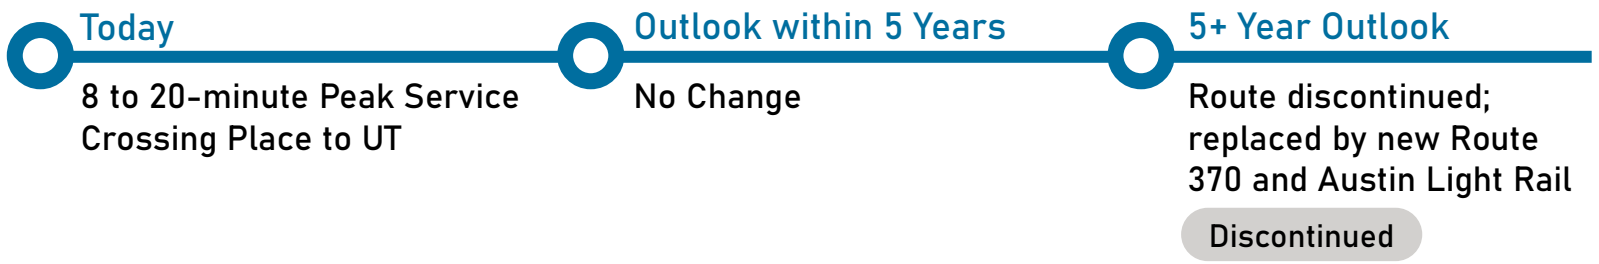 Today
8 to 20-minute Peak Service
Crossing Place to UT
Outlook within 5 Years
No Change
5+ Year Outlook
Route discontinued;
replaced by new Route
370 and Austin Light Rail
Discontinued